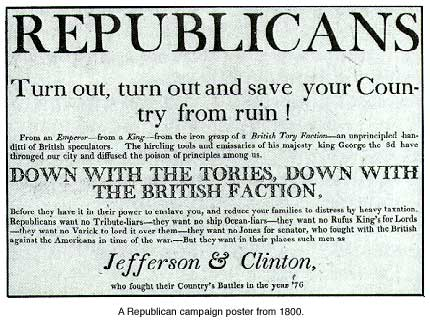 REPUBLICANS
Turn out, turn out and save your Coun-
try from ruin !
From an Emperor—from a King—from the iron grasp of a British Tory Faction—an unprincipled ban-
ditti of British speculators. The hireling tools and emissaries of his majesty king George the 3d have
thronged our city and diffused the poison of principles among us.
DOWN WITH THE TORIES, DOWN WITH
THE BRITISH FACTION,
Before they have it in their power to enslave you, and reduce your families to distress by heavy taxation.
Republicans want no Tribute-liars—they want no ship Ocean-liars—they want no Rufus King's for Lords
—they want no Varick to lord it over them—they want no Jones for senator, who fought with the British
against the Americans in time of the war.—But they want in their places such men as
Jefferson & Clinton,
who fought their Country's Battles in the year '76
A Republican campaign poster from 1800.